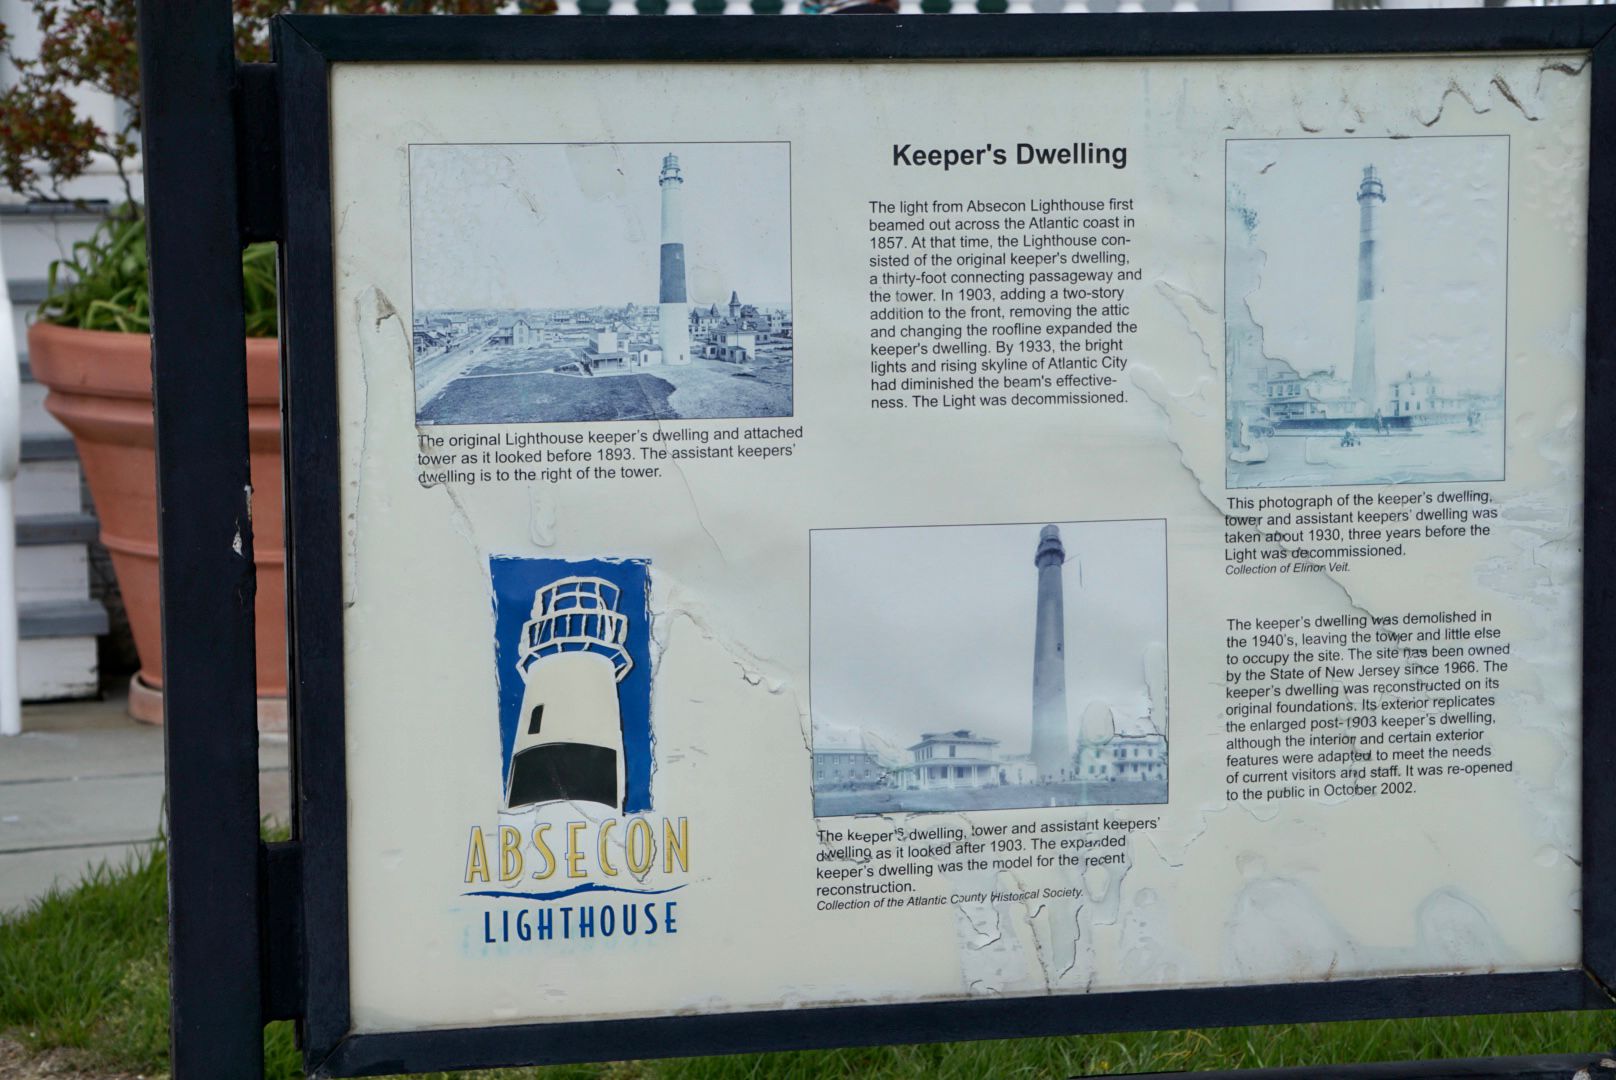 Keeper's Dwelling
The original Lighthouse keeper's dwelling and attached
tower as it looked before 1893. The assistant keepers'
dwelling is to the right of the tower.
ABSECON
LIGHTHOUSE
The light from Absecon Lighthouse first
beamed out across the Atlantic coast in
1857. At that time, the Lighthouse con-
sisted of the original keeper's dwelling,
a thirty-foot connecting passageway and
the tower. In 1903, adding a two-story
addition to the front, removing the attic
and changing the roofline expanded the
keeper's dwelling. By 1933, the bright
lights and rising skyline of Atlantic City
had diminished the beam's effective-
ness. The Light was decommissioned.
The keeper's dwelling, tower and assistant keepers'
dwelling as it looked after 1903. The expanded
keeper's dwelling was the model for the recent
reconstruction.
Collection of the Atlantic County Historical Society.
This photograph of the keeper's dwelling,
tower and assistant keepers' dwelling was
taken about 1930, three years before the
Light was decommissioned.
Collection of Elinor Veit.
The keeper's dwelling was demolished in
the 1940's, leaving the tower and little else
to occupy the site. The site has been owned
by the State of New Jersey since 1966. The
keeper's dwelling was reconstructed on its
original foundations. Its exterior replicates
the enlarged post-1903 keeper's dwelling,
although the interior and certain exterior
features were adapted to meet the needs
of current visitors and staff. It was re-opened
to the public in October 2002.